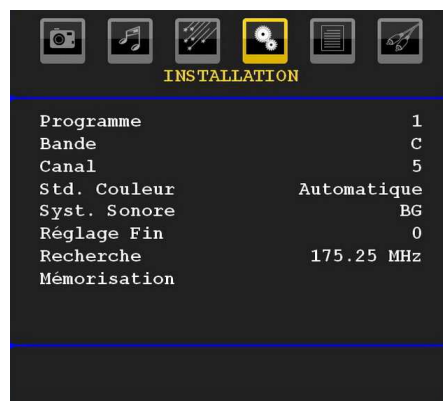 INSTALLATION
Programme 1
Bande C
Canal 5
Std. Couleur Automatique
Syst. Sonore BG
Réglage Fin 0
Recherche 175.25 MHz
Mémorisation